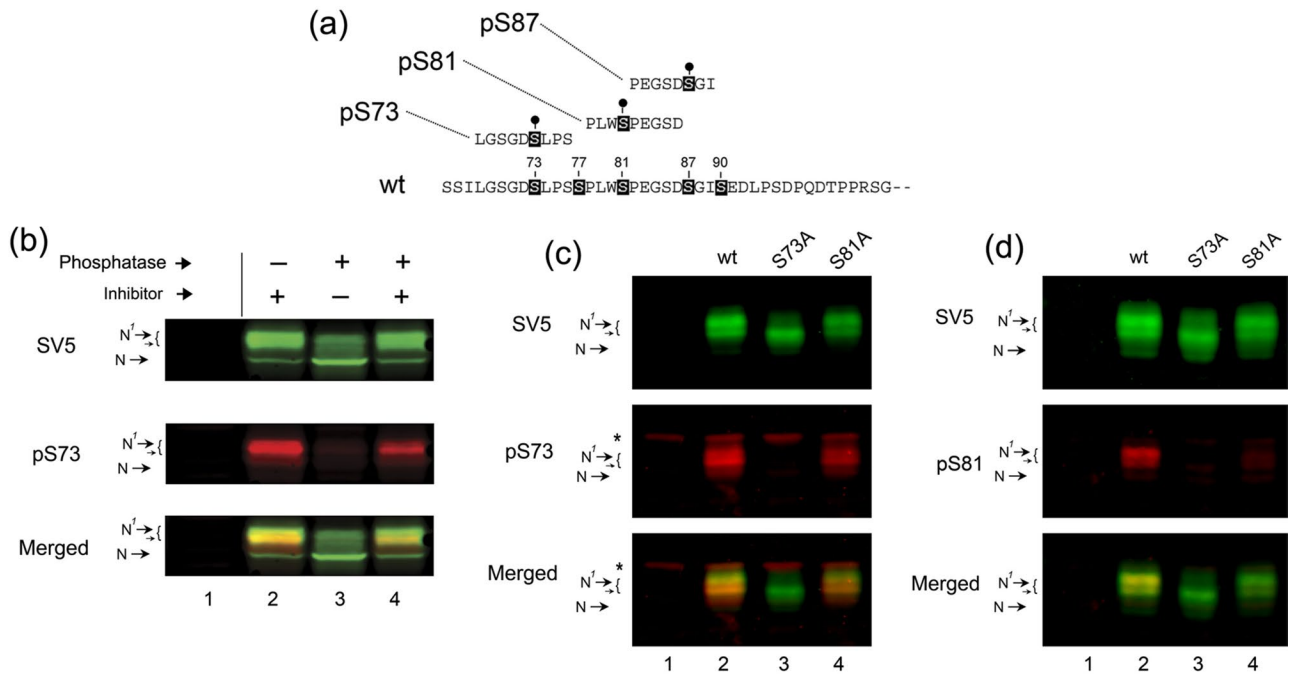 (a)
pS87
PEGSDSGI
pS81
PLWSPEGSD
pS73
LGSGDSLPS
73 77 81 87 90
wt SSILGSGDSLPSSPLWSPEGSDSGISEDLPSDPQDTPPRSG--
(b)
Phosphatase → – + +
Inhibitor → + – +
SV5 N¹→ → {
N →
pS73 N¹→ → {
N →
Merged N¹→ → {
N →
1 2 3 4
(c)
wt S73A S81A
SV5 N¹→ → {
N →
pS73 *
N¹→ → {
N →
Merged *
N¹→ → {
N →
1 2 3 4
(d)
wt S73A S81A
SV5 N¹→ → {
N →
pS81 N¹→ → {
N →
Merged N¹→ → {
N →
1 2 3 4